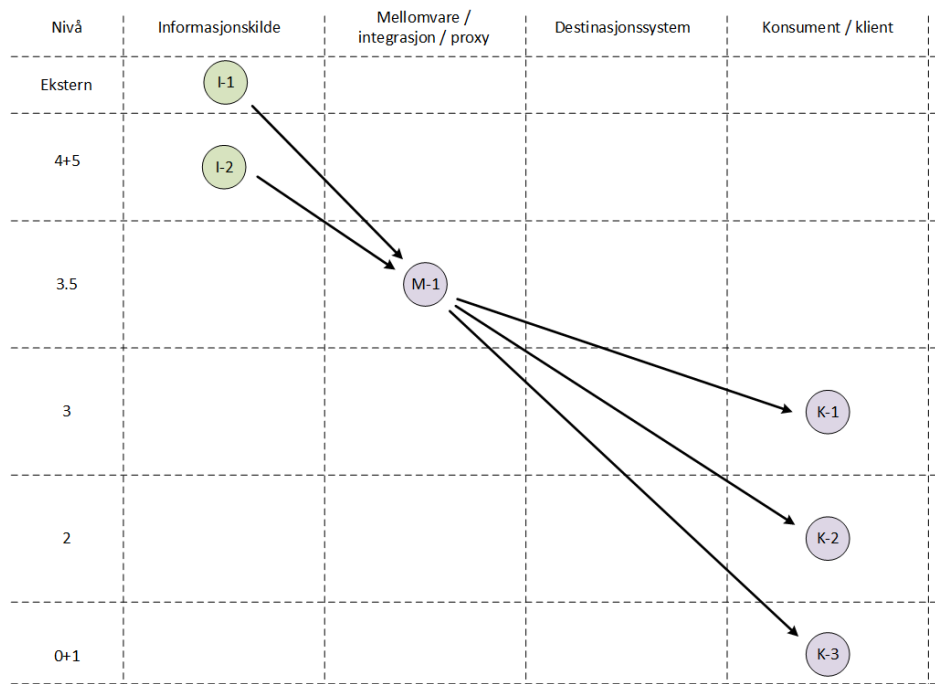 Nivå
Informasjonskilde
Mellomvare /
integrasjon / proxy
Destinasjonssystem
Konsument / klient
Ekstern
I-1
4+5
I-2
3.5
M-1
3
K-1
2
K-2
0+1
K-3